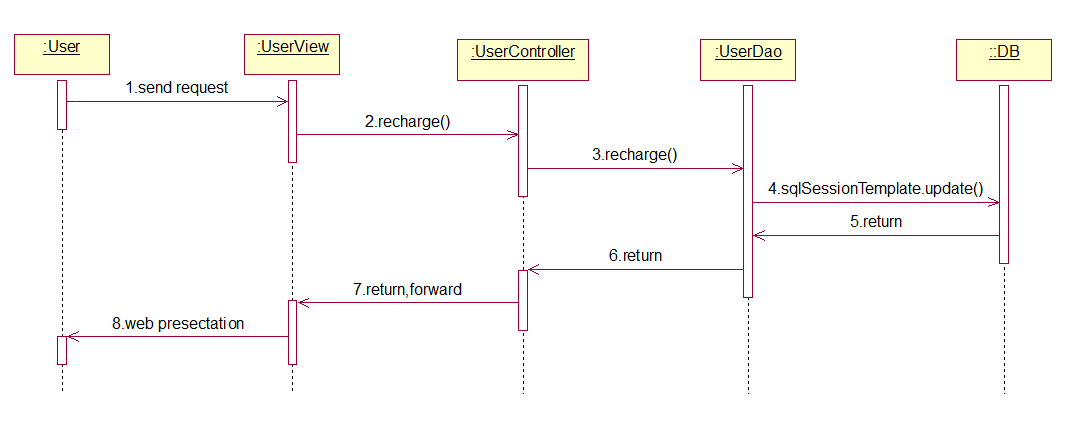 :User
:UserView
:UserController
:UserDao
::DB
1.send request
2.recharge()
3.recharge()
4.sqlSessionTemplate.update()
5.return
6.return
7.return,forward
8.web presectation